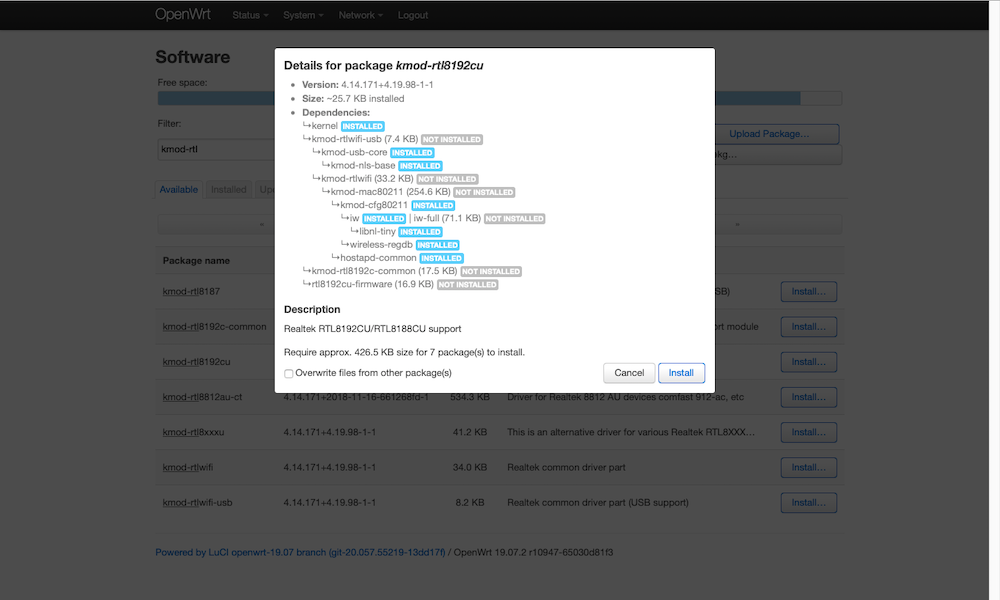 OpenWrt Status System Network Logout
Software
Free space:
Filter:
kmod-rtl
Upload Package…
kg…
Available Installed Up
Package name
kmod-rtl8187 SB) Install…
kmod-rtl8192c-common ort module Install…
kmod-rtl8192cu Install…
kmod-rtl8812au-ct 4.14.171+2018-11-16-661268fd-1 534.3 KB Driver for Realtek 8812 AU devices comfast 912-ac, etc Install…
kmod-rtl8xxxu 4.14.171+4.19.98-1-1 41.2 KB This is an alternative driver for various Realtek RTL8XXX… Install…
kmod-rtlwifi 4.14.171+4.19.98-1-1 34.0 KB Realtek common driver part Install…
kmod-rtlwifi-usb 4.14.171+4.19.98-1-1 8.2 KB Realtek common driver part (USB support) Install…
Powered by LuCI openwrt-19.07 branch (git-20.057.55219-13dd17f) / OpenWrt 19.07.2 r10947-65030d81f3
Details for package kmod-rtl8192cu
• Version: 4.14.171+4.19.98-1-1
• Size: ~25.7 KB installed
• Dependencies:
↳kernel INSTALLED
↳kmod-rtlwifi-usb (7.4 KB) NOT INSTALLED
↳kmod-usb-core INSTALLED
↳kmod-nls-base INSTALLED
↳kmod-rtlwifi (33.2 KB) NOT INSTALLED
↳kmod-mac80211 (254.6 KB) NOT INSTALLED
↳kmod-cfg80211 INSTALLED
↳iw INSTALLED | iw-full (71.1 KB) NOT INSTALLED
↳libnl-tiny INSTALLED
↳wireless-regdb INSTALLED
↳hostapd-common INSTALLED
↳kmod-rtl8192c-common (17.5 KB) NOT INSTALLED
↳rtl8192cu-firmware (16.9 KB) NOT INSTALLED
Description
Realtek RTL8192CU/RTL8188CU support
Require approx. 426.5 KB size for 7 package(s) to install.
Overwrite files from other package(s)
Cancel Install